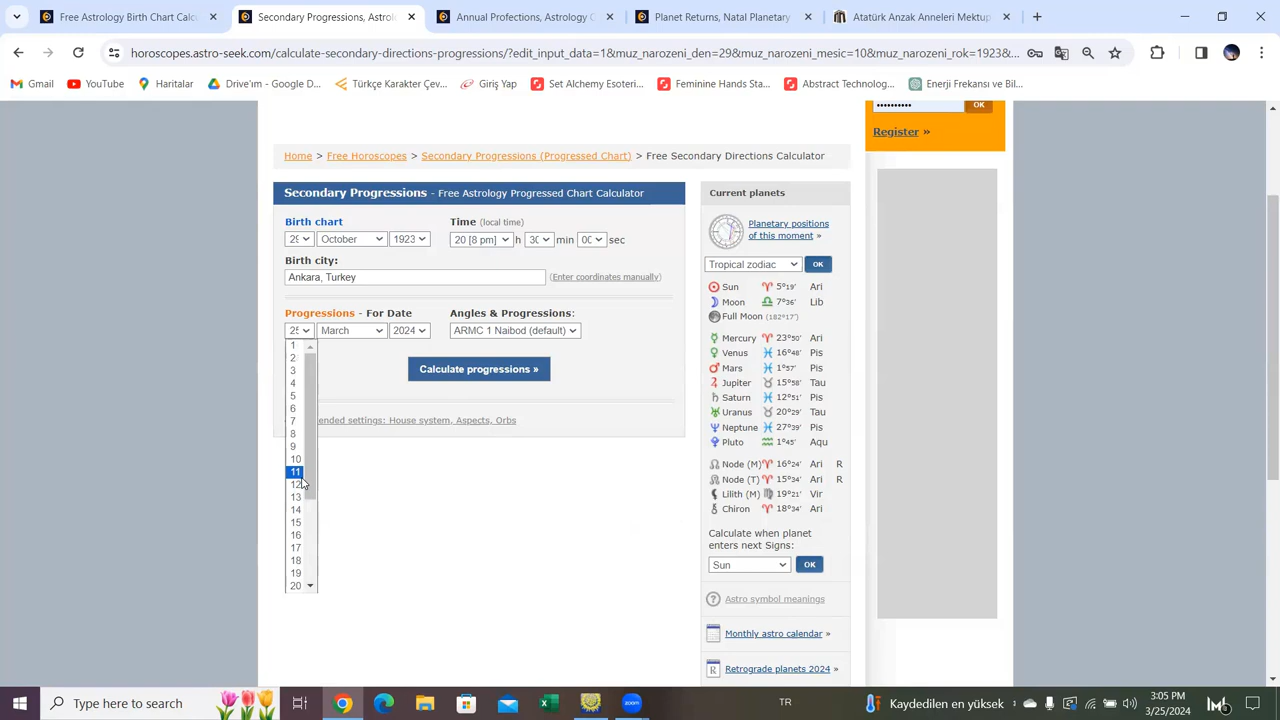 Free Astrology Birth Chart Calc
Secondary Progressions, Astrolo
Annual Profections, Astrology C
Planet Returns, Natal Planetary
Atatürk Anzak Anneleri Mektup
horoscopes.astro-seek.com/calculate-secondary-directions-progressions/?edit_input_data=1&muz_narozeni_den=29&muz_narozeni_mesic=10&muz_narozeni_rok=1923&...
Gmail YouTube Haritalar Drive'ım - Google D... Türkçe Karakter Çev... Giriş Yap Set Alchemy Esoteri... Feminine Hands Sta... Abstract Technolog... Enerji Frekansı ve Bil...
•••••••••• OK
Register »
Home > Free Horoscopes > Secondary Progressions (Progressed Chart) > Free Secondary Directions Calculator
Secondary Progressions - Free Astrology Progressed Chart Calculator
Birth chart Time (local time)
October 1923 20 [8 pm] h 30 min 00 sec
Birth city:
Ankara, Turkey (Enter coordinates manually)
Progressions - For Date Angles & Progressions:
March 2024 ARMC 1 Naibod (default)
Calculate progressions »
ended settings: House system, Aspects, Orbs
1
2
3
4
5
6
7
8
9
10
11
12
13
14
15
16
17
18
19
20
Current planets
Planetary positions
of this moment »
Tropical zodiac OK
Sun ♈ 5°19' Ari
Moon ♎ 7°36' Lib
Full Moon (182°17')
Mercury ♈ 23°50' Ari
Venus ♓ 16°48' Pis
Mars ♓ 1°57' Pis
Jupiter ♉ 15°58' Tau
Saturn ♓ 12°51' Pis
Uranus ♉ 20°29' Tau
Neptune ♓ 27°39' Pis
Pluto ♒ 1°45' Aqu
Node (M) ♈ 16°24' Ari R
Node (T) ♈ 15°34' Ari R
Lilith (M) ♍ 19°21' Vir
Chiron ♈ 18°34' Ari
Calculate when planet
enters next Signs:
Sun OK
? Astro symbol meanings
Monthly astro calendar »
R Retrograde planets 2024 »
Type here to search
zoom
TR
Kaydedilen en yüksek
3:05 PM
3/25/2024